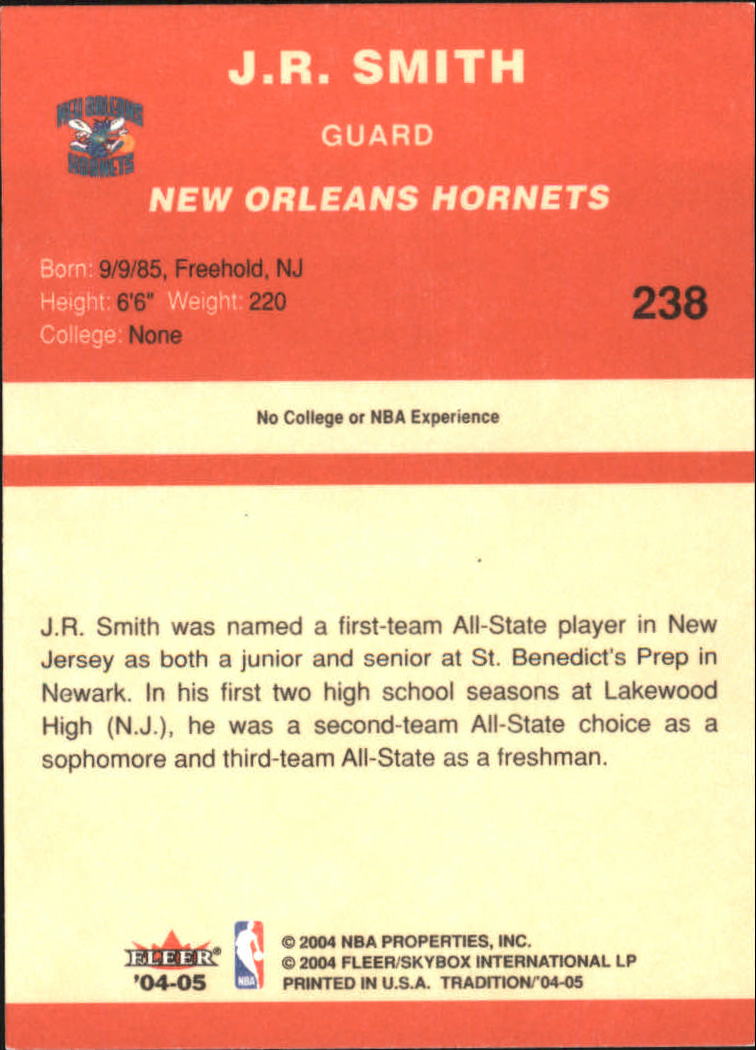 J.R. SMITH
GUARD
NEW ORLEANS HORNETS
NEW ORLEANS
HORNETS
Born: 9/9/85, Freehold, NJ
Height: 6'6" Weight: 220
College: None
238
No College or NBA Experience
J.R. Smith was named a first-team All-State player in New
Jersey as both a junior and senior at St. Benedict's Prep in
Newark. In his first two high school seasons at Lakewood
High (N.J.), he was a second-team All-State choice as a
sophomore and third-team All-State as a freshman.
FLEER®
'04-05
NBA
© 2004 NBA PROPERTIES, INC.
© 2004 FLEER/SKYBOX INTERNATIONAL LP
PRINTED IN U.S.A. TRADITION/'04-05